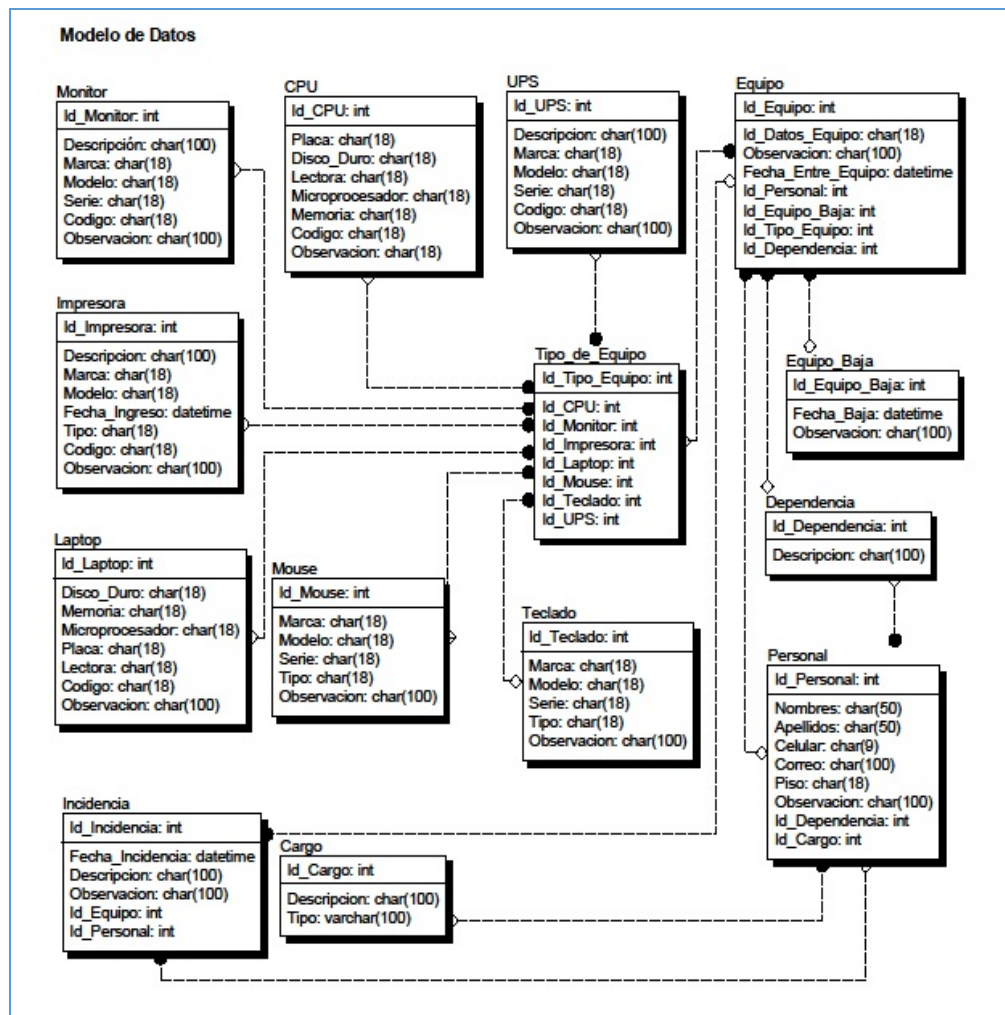 Modelo de Datos
Monitor
Id_Monitor: int
Descripción: char(100)
Marca: char(18)
Modelo: char(18)
Serie: char(18)
Codigo: char(18)
Observacion: char(100)
CPU
Id_CPU: int
Placa: char(18)
Disco_Duro: char(18)
Lectora: char(18)
Microprocesador: char(18)
Memoria: char(18)
Codigo: char(18)
Observacion: char(18)
UPS
Id_UPS: int
Descripcion: char(100)
Marca: char(18)
Modelo: char(18)
Serie: char(18)
Codigo: char(18)
Observacion: char(100)
Equipo
Id_Equipo: int
Id_Datos_Equipo: char(18)
Observacion: char(100)
Fecha_Entre_Equipo: datetime
Id_Personal: int
Id_Equipo_Baja: int
Id_Tipo_Equipo: int
Id_Dependencia: int
Impresora
Id_Impresora: int
Descripcion: char(100)
Marca: char(18)
Modelo: char(18)
Fecha_Ingreso: datetime
Tipo: char(18)
Codigo: char(18)
Observacion: char(100)
Tipo_de_Equipo
Id_Tipo_Equipo: int
Id_CPU: int
Id_Monitor: int
Id_Impresora: int
Id_Laptop: int
Id_Mouse: int
Id_Teclado: int
Id_UPS: int
Equipo_Baja
Id_Equipo_Baja: int
Fecha_Baja: datetime
Observacion: char(100)
Dependencia
Id_Dependencia: int
Descripcion: char(100)
Laptop
Id_Laptop: int
Disco_Duro: char(18)
Memoria: char(18)
Microprocesador: char(18)
Placa: char(18)
Lectora: char(18)
Codigo: char(18)
Observacion: char(100)
Mouse
Id_Mouse: int
Marca: char(18)
Modelo: char(18)
Serie: char(18)
Tipo: char(18)
Observacion: char(100)
Teclado
Id_Teclado: int
Marca: char(18)
Modelo: char(18)
Serie: char(18)
Tipo: char(18)
Observacion: char(100)
Personal
Id_Personal: int
Nombres: char(50)
Apellidos: char(50)
Celular: char(9)
Correo: char(100)
Piso: char(18)
Observacion: char(100)
Id_Dependencia: int
Id_Cargo: int
Incidencia
Id_Incidencia: int
Fecha_Incidencia: datetime
Descripcion: char(100)
Observacion: char(100)
Id_Equipo: int
Id_Personal: int
Cargo
Id_Cargo: int
Descripcion: char(100)
Tipo: varchar(100)